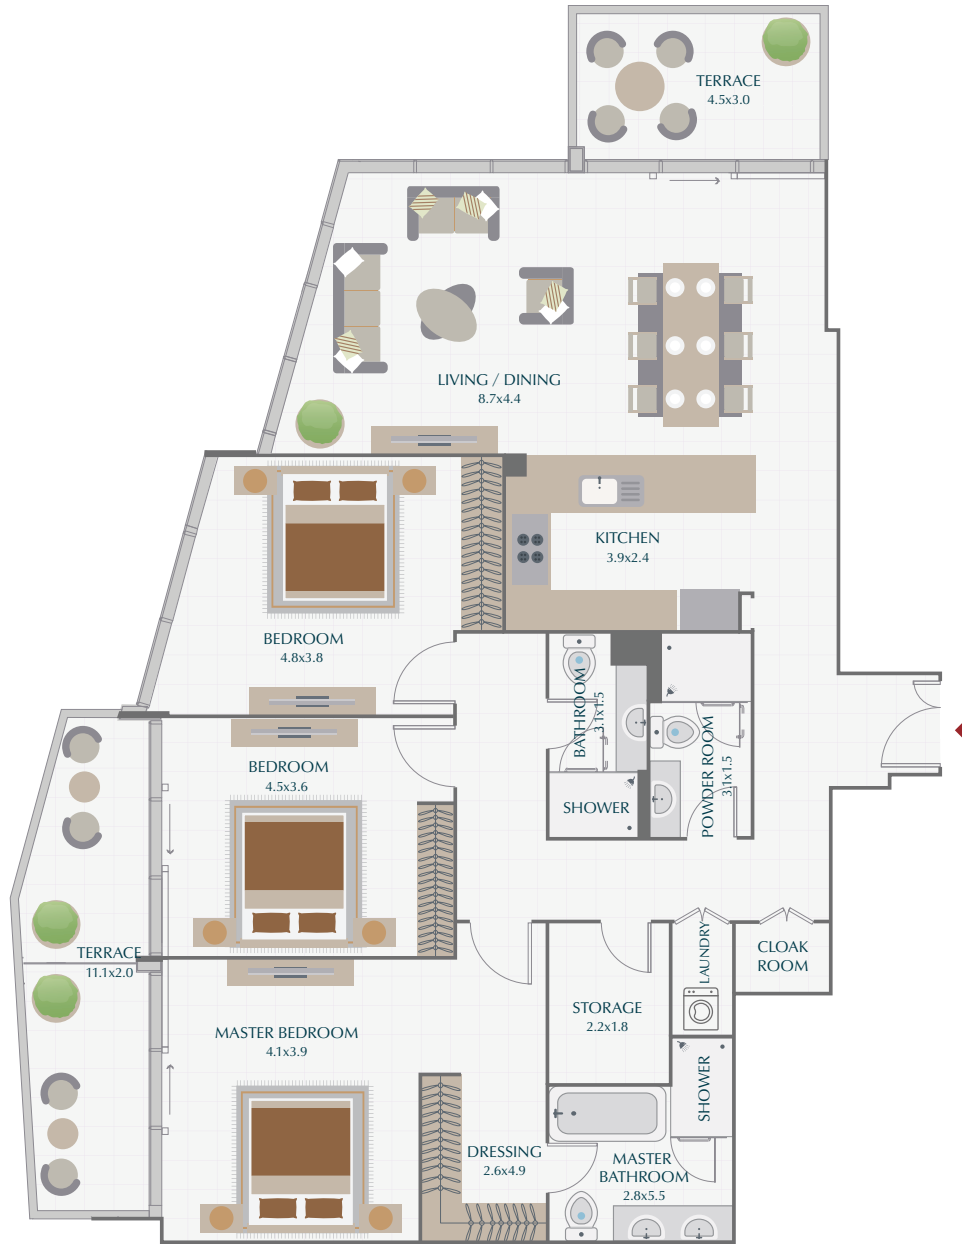 TERRACE
4.5x3.0
LIVING / DINING
8.7x4.4
KITCHEN
3.9x2.4
BEDROOM
4.8x3.8
BATHROOM
3.1x1.5
POWDER ROOM
3.1x1.5
BEDROOM
4.5x3.6
SHOWER
TERRACE
11.1x2.0
LAUNDRY
CLOAK
ROOM
STORAGE
2.2x1.8
MASTER BEDROOM
4.1x3.9
SHOWER
DRESSING
2.6x4.9
MASTER
BATHROOM
2.8x5.5